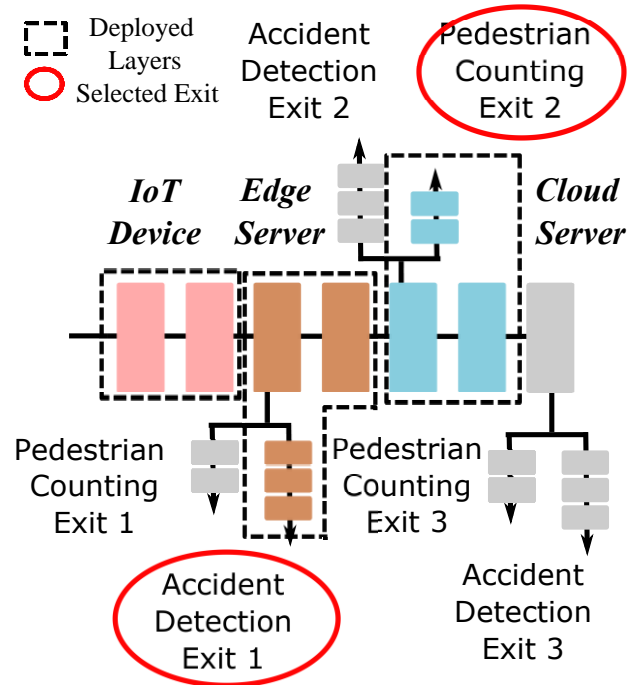 Deployed
Layers
Selected Exit
Accident
Detection
Exit 2
Pedestrian
Counting
Exit 2
IoT
Device
Edge
Server
Cloud
Server
Pedestrian
Counting
Exit 1
Pedestrian
Counting
Exit 3
Accident
Detection
Exit 1
Accident
Detection
Exit 3